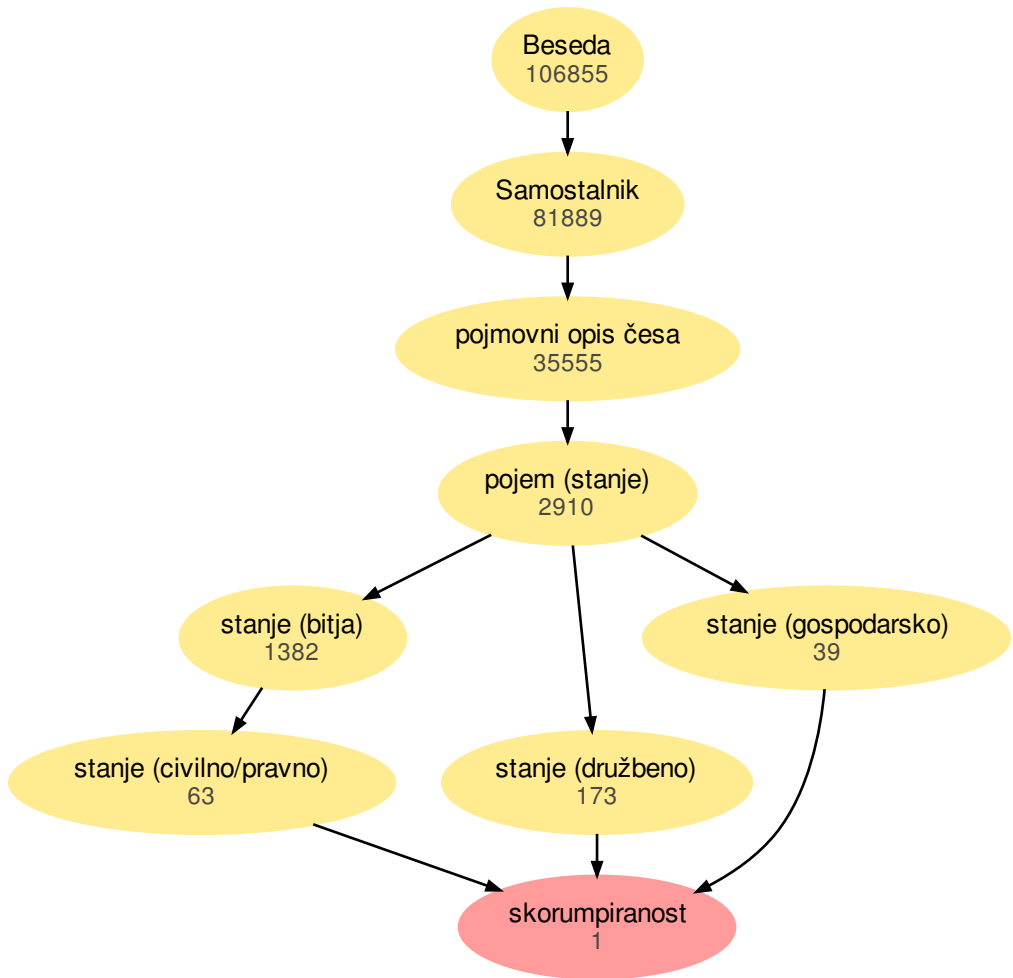 Beseda
106855
Samostalnik
81889
pojmovni opis česa
35555
pojem (stanje)
2910
stanje (bitja)
1382
stanje (gospodarsko)
39
stanje (civilno/pravno)
63
stanje (družbeno)
173
skorumpiranost
1